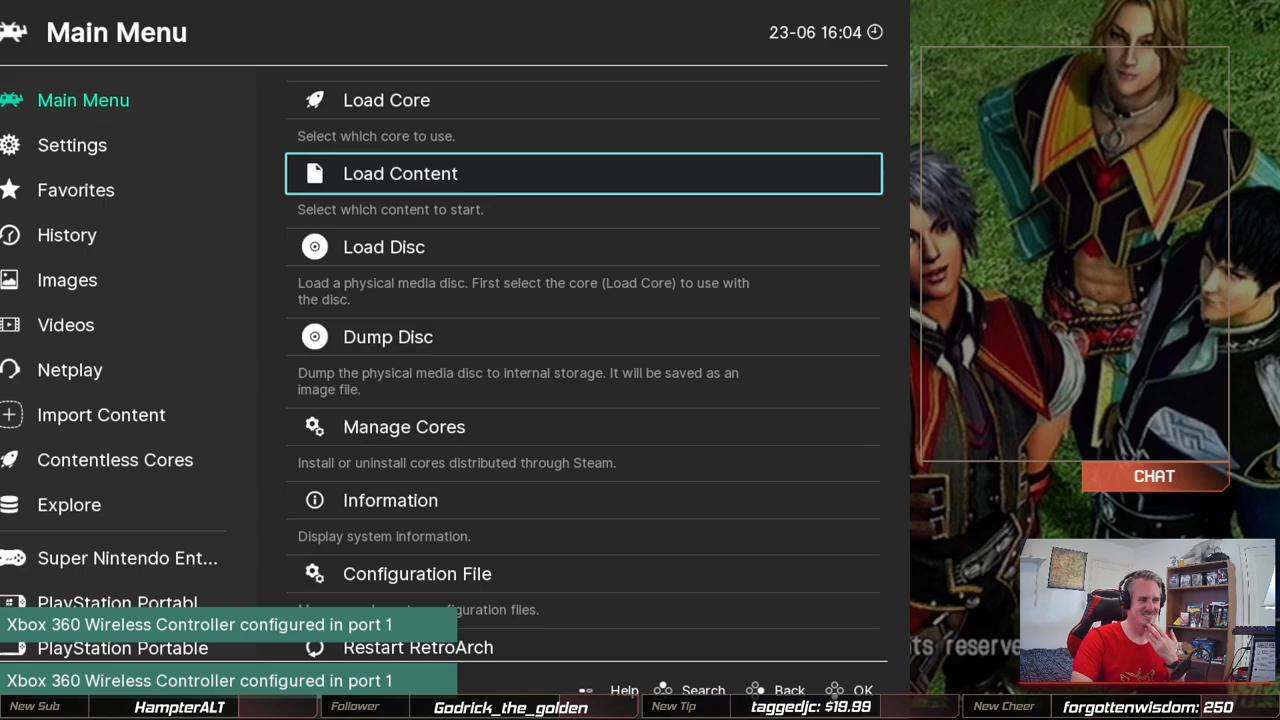 Main Menu
23-06 16:04
Main Menu
Settings
Favorites
History
Images
Videos
Netplay
Import Content
Contentless Cores
Explore
Super Nintendo Ent...
PlayStation Portabl
PlayStation Portable
Load Core
Select which core to use.
Load Content
Select which content to start.
Load Disc
Load a physical media disc. First select the core (Load Core) to use with
the disc.
Dump Disc
Dump the physical media disc to internal storage. It will be saved as an
image file.
Manage Cores
Install or uninstall cores distributed through Steam.
Information
Display system information.
Configuration File
files.
Restart RetroArch
Xbox 360 Wireless Controller configured in port 1
Xbox 360 Wireless Controller configured in port 1
Help Search Back OK
CHAT
reserve
New Sub HampterALT Follower Godrick_the_golden New Tip taggedjc: $19.99 New Cheer forgottenwisdom: 250